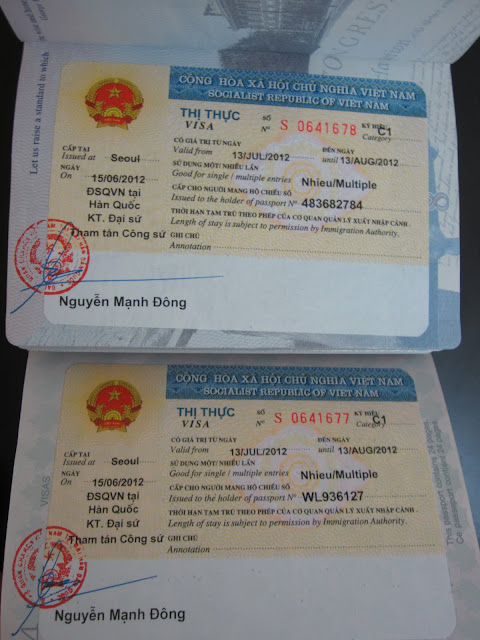 Let us raise a standard to which
CONGRES
CỘNG HÒA XÃ HỘI CHỦ NGHĨA VIỆT NAM
SOCIALIST REPUBLIC OF VIET NAM
THỊ THỰC SỐ KÝ HIỆU
VISA Nº S 0641678 Category C1
CẤP TẠI CÓ GIÁ TRỊ TỪ NGÀY ĐẾN NGÀY
Issued at Seoul Valid from 13/JUL/2012 until 13/AUG/2012
NGÀY SỬ DỤNG MỘT/ NHIỀU LẦN
On 15/06/2012 Good for single / multiple entries Nhieu/Multiple
ĐSQVN tại CẤP CHO NGƯỜI MANG HỘ CHIẾU SỐ
Hàn Quốc Issued to the holder of passport Nº 483682784
KT. Đại sứ THỜI HẠN TẠM TRÚ THEO PHÉP CỦA CƠ QUAN QUẢN LÝ XUẤT NHẬP CẢNH.
Length of stay is subject to permission by Immigration Authority.
Tham tán Công sứ GHI CHÚ
Annotation
Nguyễn Mạnh Đông
CỘNG HÒA XÃ HỘI CHỦ NGHĨA VIỆT NAM
SOCIALIST REPUBLIC OF VIET NAM
THỊ THỰC SỐ KÝ HIỆU
VISA Nº S 0641677 Category C1
CẤP TẠI CÓ GIÁ TRỊ TỪ NGÀY ĐẾN NGÀY
Issued at Seoul Valid from 13/JUL/2012 until 13/AUG/2012
NGÀY SỬ DỤNG MỘT/ NHIỀU LẦN
On 15/06/2012 Good for single / multiple entries Nhieu/Multiple
ĐSQVN tại CẤP CHO NGƯỜI MANG HỘ CHIẾU SỐ
Hàn Quốc Issued to the holder of passport Nº WL936127
KT. Đại sứ THỜI HẠN TẠM TRÚ THEO PHÉP CỦA CƠ QUAN QUẢN LÝ XUẤT NHẬP CẢNH.
Length of stay is subject to permission by Immigration Authority.
Tham tán Công sứ GHI CHÚ
Annotation
Nguyễn Mạnh Đông
VISAS
This passport contains 24 pages